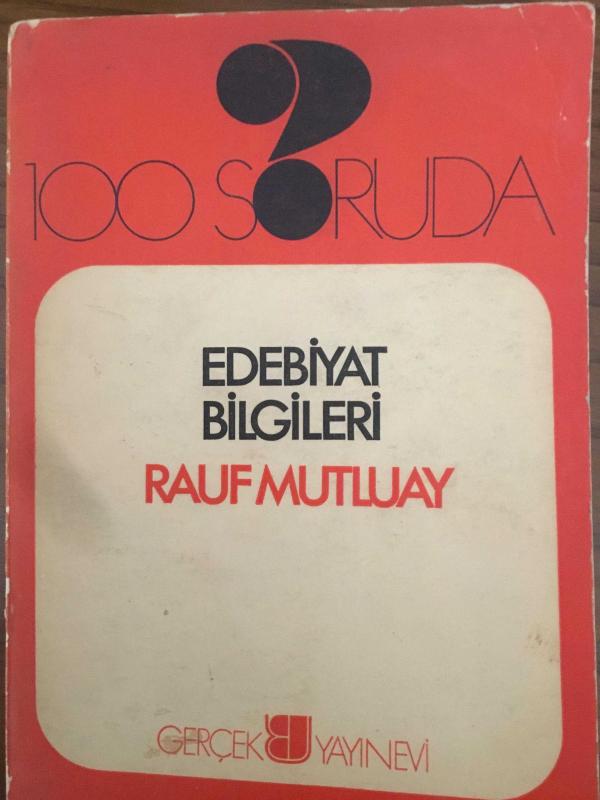 100 SORUDA
EDEBİYAT
BİLGİLERİ
RAUF MUTLUAY
GERÇEK YAYINEVİ